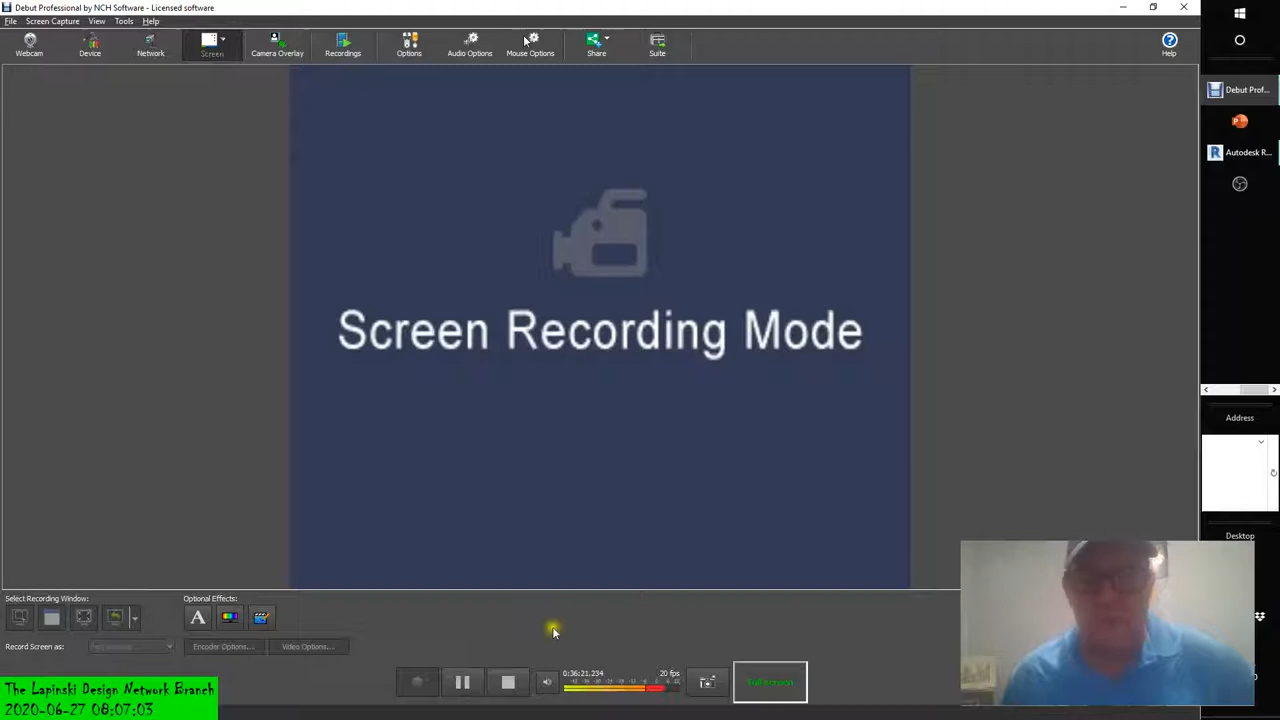 Debut Professional by NCH Software - Licensed software
File Screen Capture View Tools Help
Webcam Device Network Screen Camera Overlay Recordings Options Audio Options Mouse Options Share Suite Help
Debut Prof...
Autodesk R...
Screen Recording Mode
Address
Desktop
Select Recording Window: Optional Effects:
Record Screen as: Encoder Options... Video Options...
0:36:21.234 20 fps
Full Screen
The Lapinski Design Network Branch
2020-06-27 08:07:03